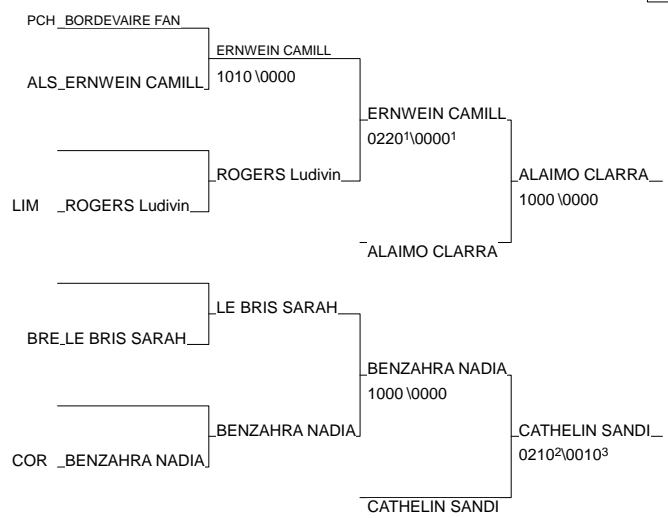 PCH BORDEVAIRE FAN
ERNWEIN CAMILL
ALS ERNWEIN CAMILL
1010 \0000
ERNWEIN CAMILL
0220¹\0000¹
ROGERS Ludivin
ALAIMO CLARRA
LIM ROGERS Ludivin
1000 \0000
ALAIMO CLARRA
LE BRIS SARAH
BRE LE BRIS SARAH
BENZAHRA NADIA
1000 \0000
BENZAHRA NADIA
CATHELIN SANDI
COR BENZAHRA NADIA
0210²\0010³
CATHELIN SANDI